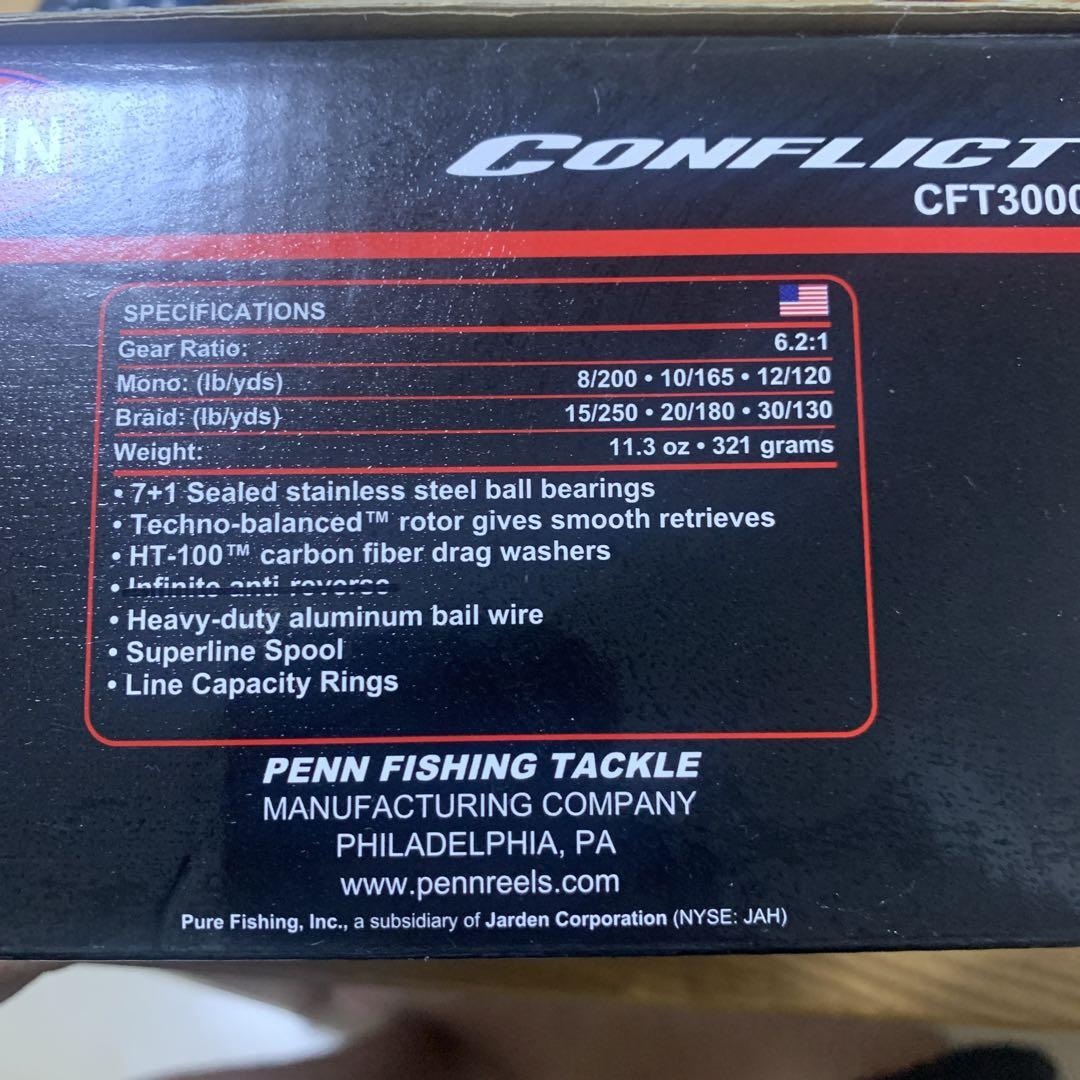 NN
CONFLICT
CFT3000
SPECIFICATIONS
Gear Ratio: 6.2:1
Mono: (lb/yds) 8/200 • 10/165 • 12/120
Braid: (lb/yds) 15/250 • 20/180 • 30/130
Weight: 11.3 oz • 321 grams
• 7+1 Sealed stainless steel ball bearings
• Techno-balanced™ rotor gives smooth retrieves
• HT-100™ carbon fiber drag washers
• Infinite anti reverse
• Heavy-duty aluminum bail wire
• Superline Spool
• Line Capacity Rings
PENN FISHING TACKLE
MANUFACTURING COMPANY
PHILADELPHIA, PA
www.pennreels.com
Pure Fishing, Inc., a subsidiary of Jarden Corporation (NYSE: JAH)